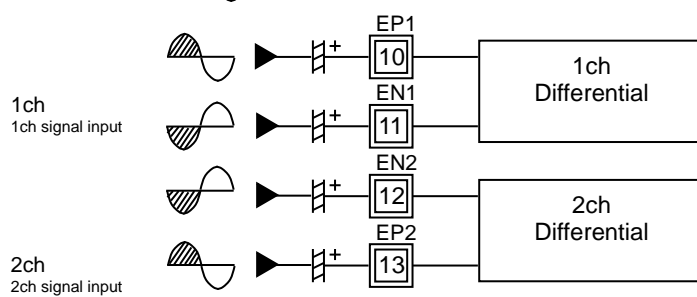 EP1
+
10
1ch
Differential
1ch
1ch signal input
EN1
+
11
EN2
+
12
2ch
Differential
EP2
+
13
2ch
2ch signal input